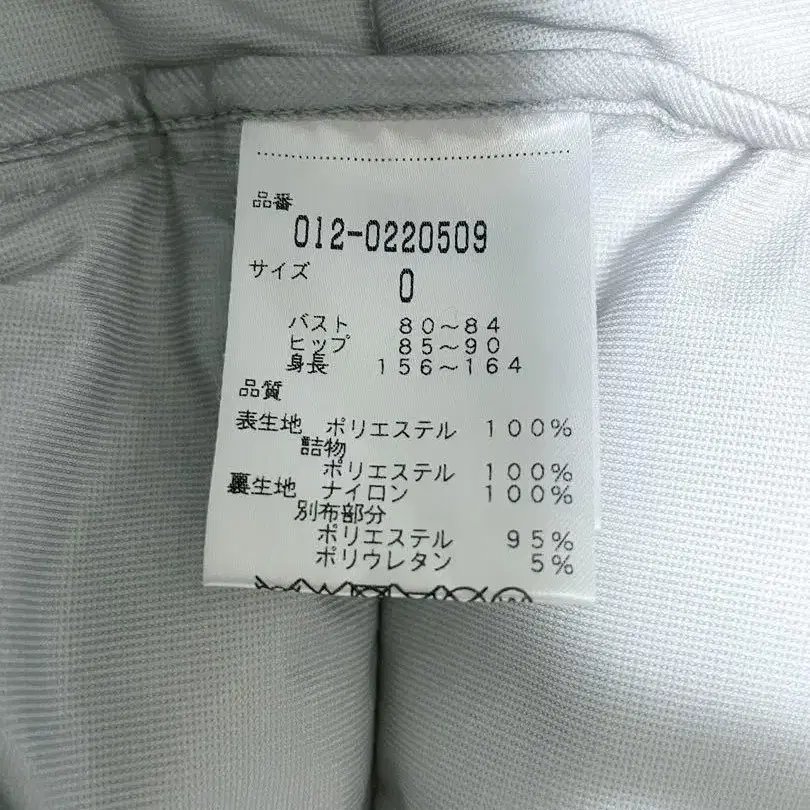 品番
012-0220509
サイズ
0
バスト 80～84
ヒップ 85～90
身長 156～164
品質
表生地 ポリエステル 100%
詰物
ポリエステル 100%
裏生地 ナイロン 100%
別布部分
ポリエステル 95%
ポリウレタン 5%